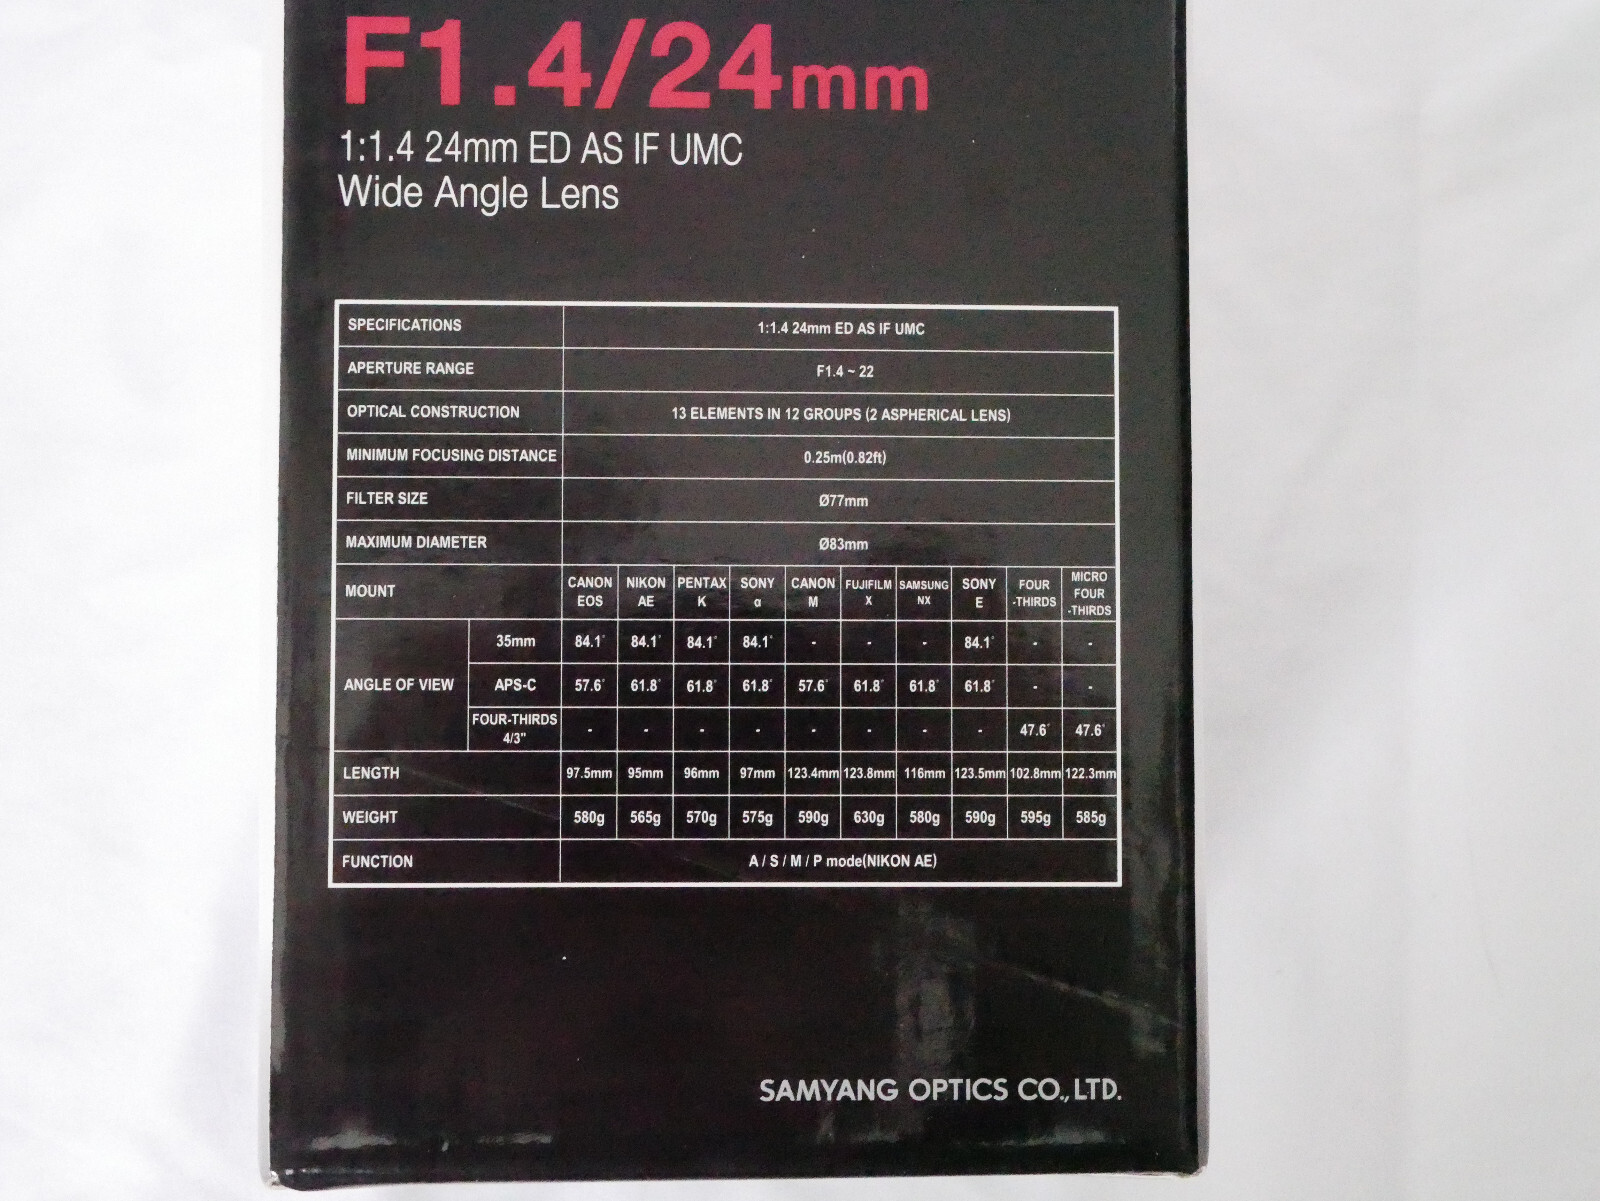 F1.4/24mm
1:1.4 24mm ED AS IF UMC
Wide Angle Lens
SPECIFICATIONS 1:1.4 24mm ED AS IF UMC
APERTURE RANGE F1.4 ~ 22
OPTICAL CONSTRUCTION 13 ELEMENTS IN 12 GROUPS (2 ASPHERICAL LENS)
MINIMUM FOCUSING DISTANCE 0.25m(0.82ft)
FILTER SIZE Ø77mm
MAXIMUM DIAMETER Ø83mm
MOUNT CANON EOS NIKON AE PENTAX K SONY α CANON M FUJIFILM X SAMSUNG NX SONY E FOUR -THIRDS MICRO FOUR -THIRDS
ANGLE OF VIEW 35mm 84.1° 84.1° 84.1° 84.1° - - - 84.1° - -
APS-C 57.6° 61.8° 61.8° 61.8° 57.6° 61.8° 61.8° 61.8° - -
FOUR-THIRDS 4/3" - - - - - - - - 47.6° 47.6°
LENGTH 97.5mm 95mm 96mm 97mm 123.4mm 123.8mm 116mm 123.5mm 102.8mm 122.3mm
WEIGHT 580g 565g 570g 575g 590g 630g 580g 590g 595g 585g
FUNCTION A / S / M / P mode(NIKON AE)
SAMYANG OPTICS CO., LTD.